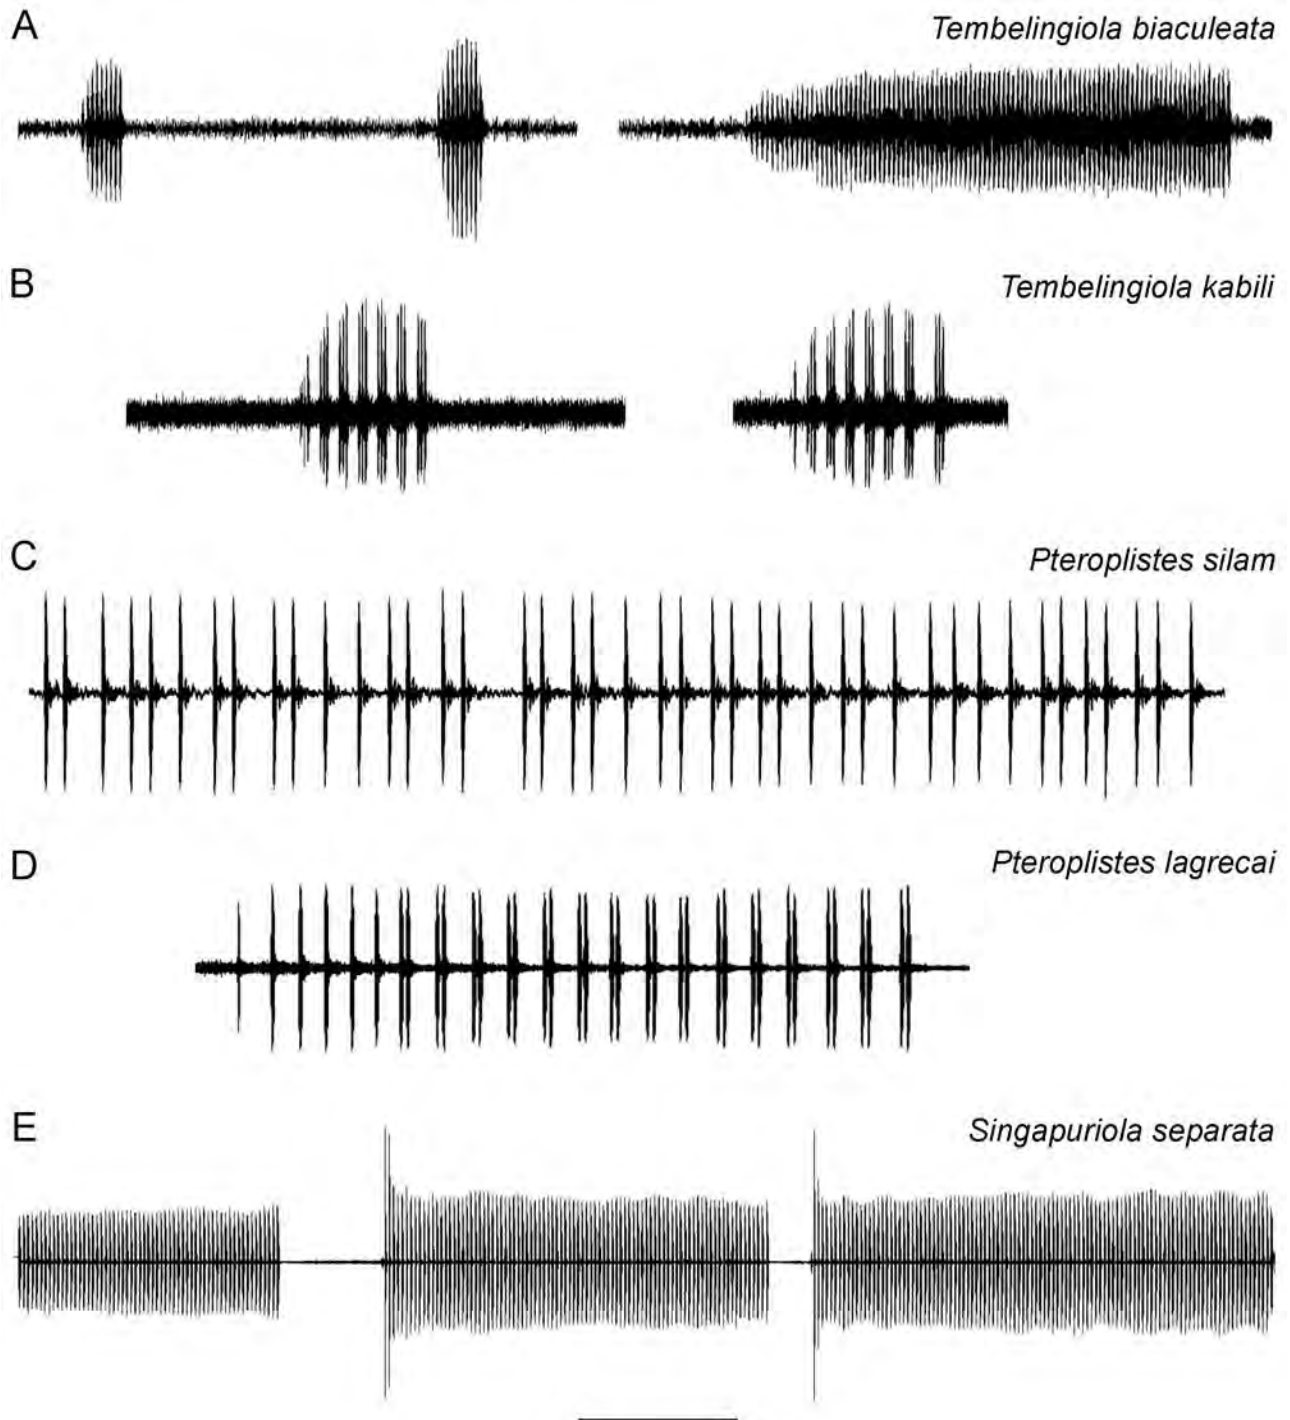 A
Tembelingiola biaculeata
B
Tembelingiola kabili
C
Pteroplistes silam
D
Pteroplistes lagrecai
E
Singapuriola separata